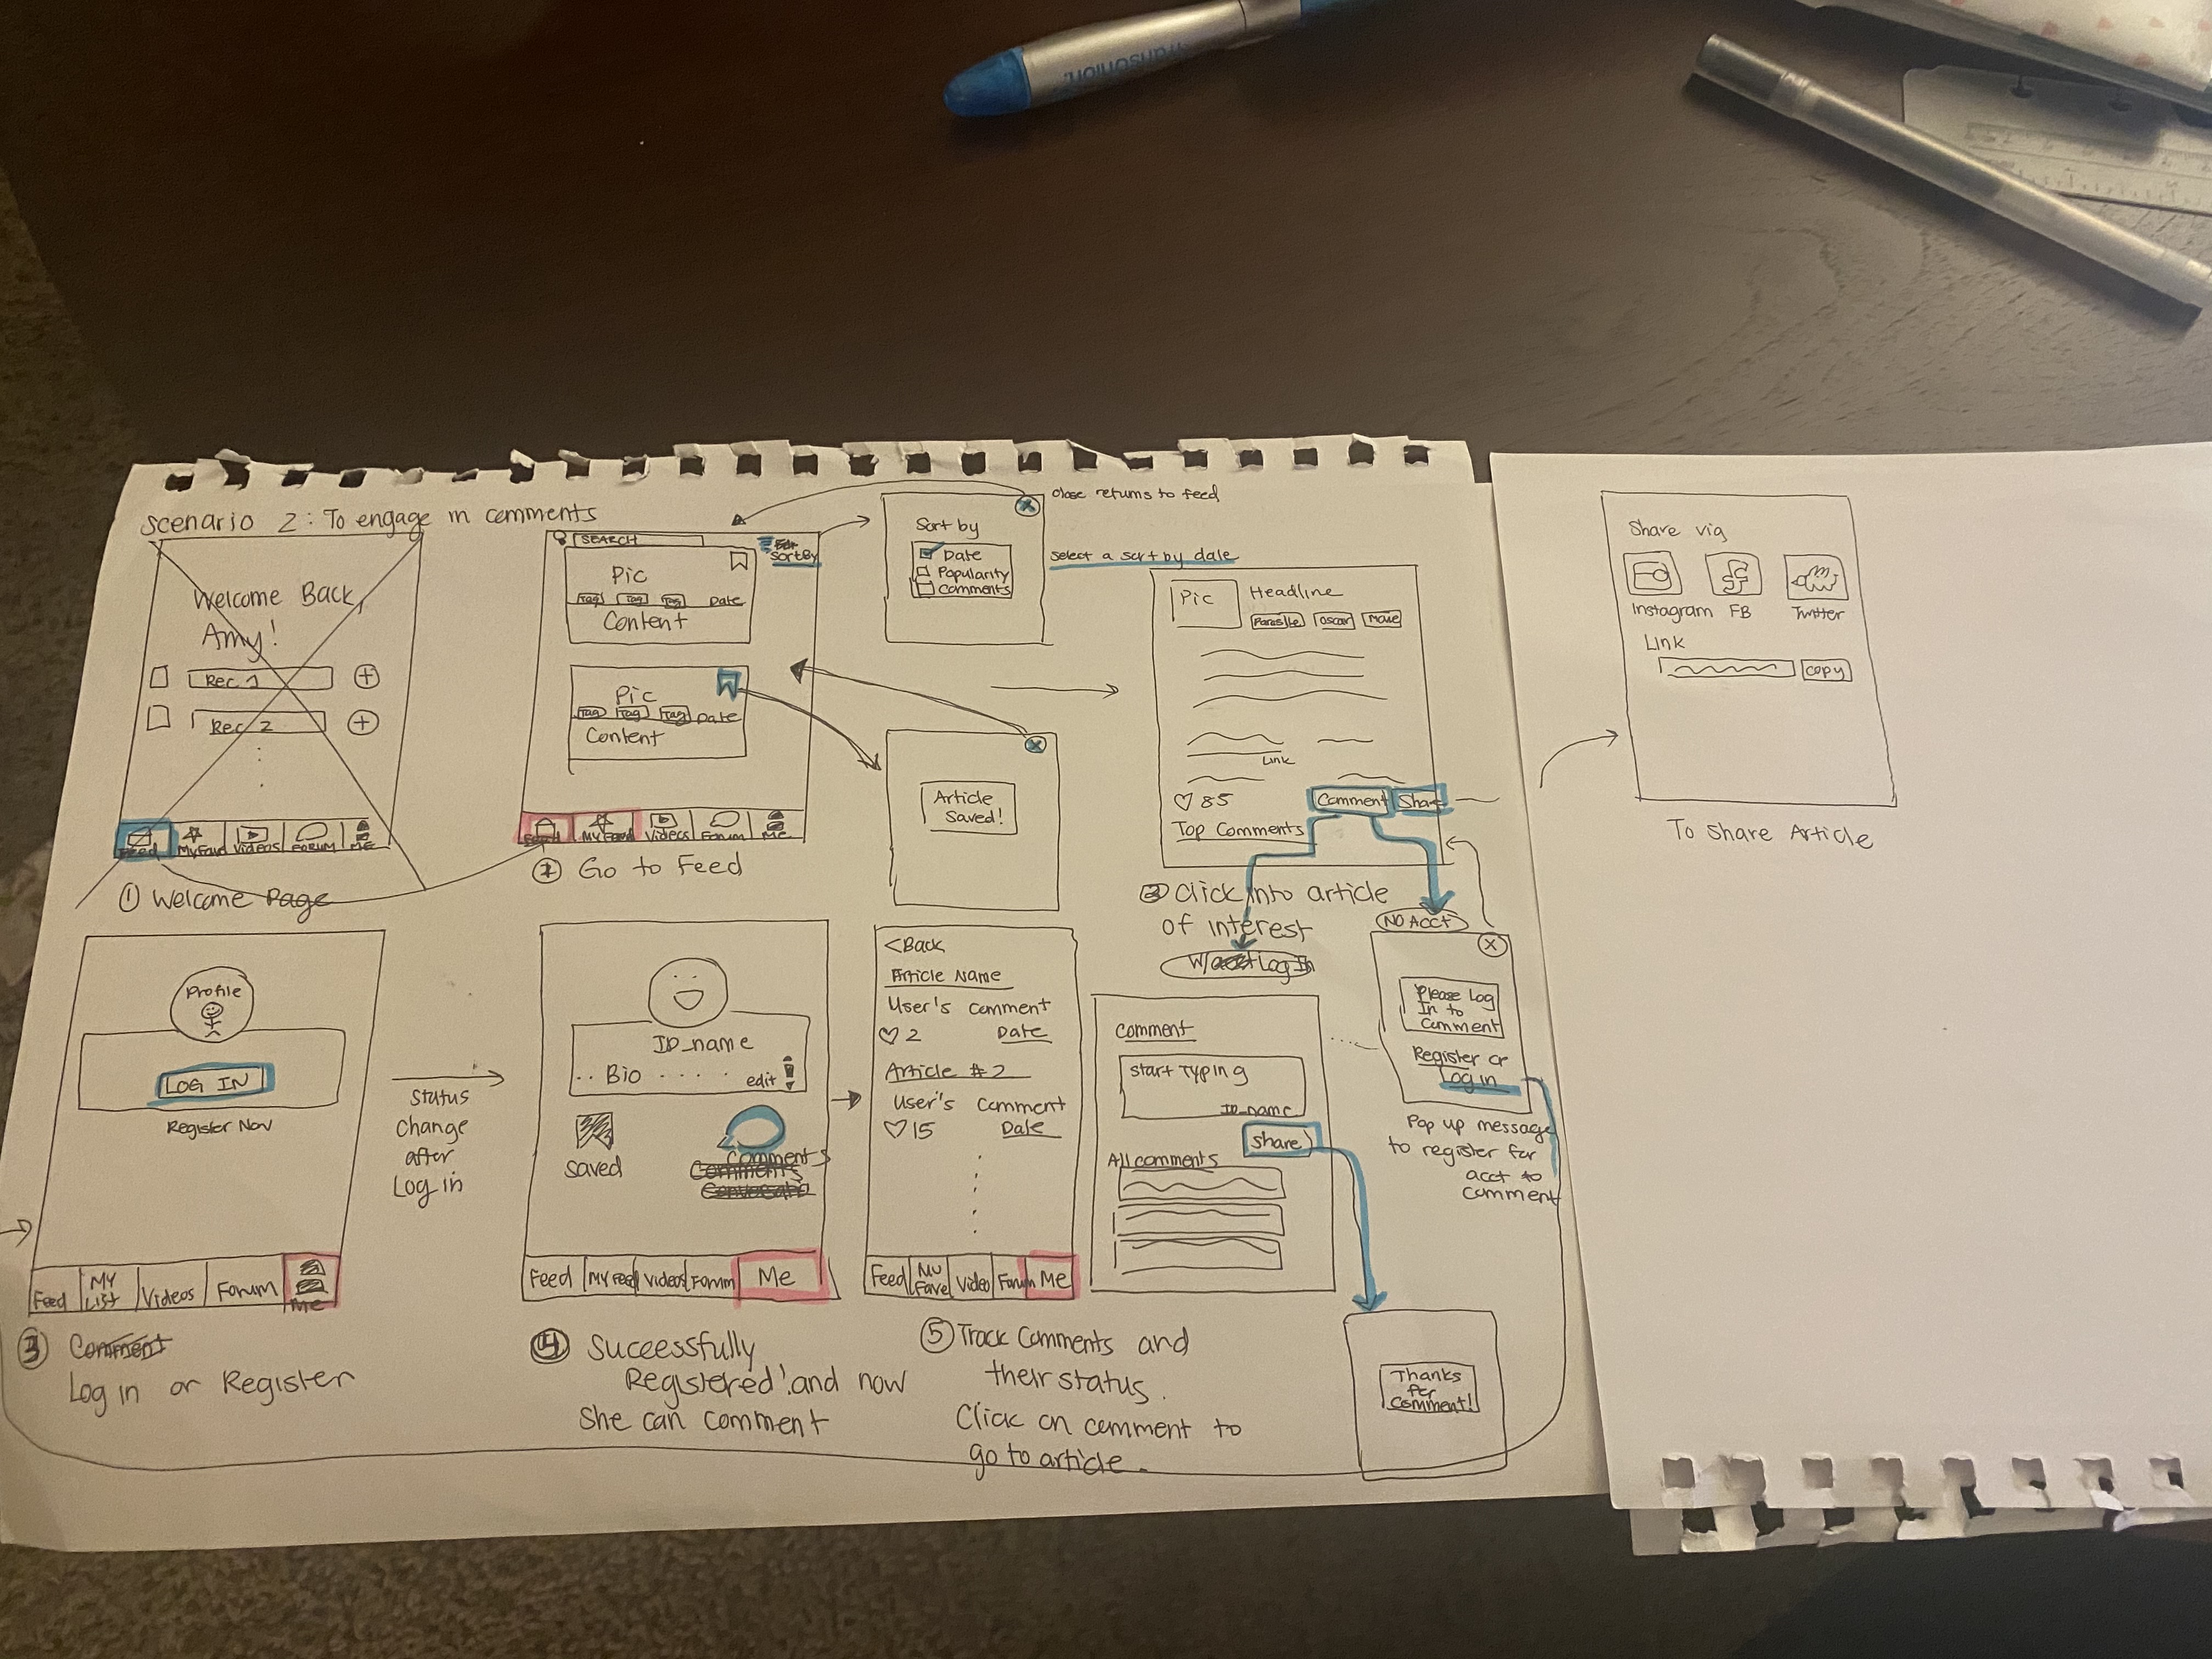 Scenario 2: To engage in comments
Welcome Back,
Amy!
Rec 1
Rec 2
Feed
My Fave
Videos
FORUM
Me
① Welcome Page
SEARCH
Sort By
Pic
Tag Tag Tag Date
Content
Pic
Tag Tag Tag Date
Content
Feed
My Fave
Videos
Forum
Me
② Go to Feed
Sort by
Date
Popularity
Comments
X
close returns to feed
select a sort by date
Article
Saved!
X
Pic
Headline
Parasite
Oscar
Movie
Link
♡ 35
Comment
Share
Top Comments
② Click into article
of interest
Share via
Instagram
FB
Twitter
Link
copy
To Share Article
Profile
LOG IN
Register Now
Feed
MY List
Videos
Forum
Me
③ Comment
Log in or Register
Status
change
after
Log in
ID_name
.. Bio ....
edit
saved
Comments
Feed
My Feed
Videos
Forum
Me
④ Successfully
Registered! and now
she can comment
<Back
Article Name
User's comment
♡ 2
Date
Article #2
User's comment
♡ 15
Date
Feed
My Fave
Video
Forum
Me
⑤ Track Comments and
their status.
Click on comment to
go to article.
Log In
Comment
start typing
ID_name
share
All comments
NO Acct
X
Please log
In to
Comment
Register or
Log in
Pop up message
to register for
acct to
comment
Thanks
for
comment!